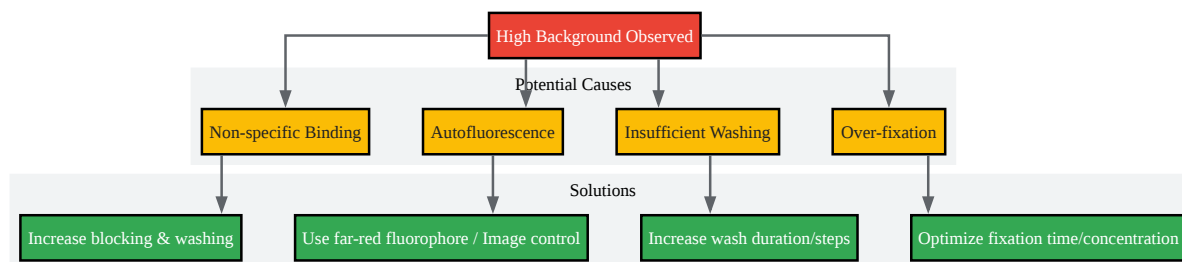 High Background Observed
Potential Causes
Non-specific Binding
Autofluorescence
Insufficient Washing
Over-fixation
Solutions
Increase blocking & washing
Use far-red fluorophore / Image control
Increase wash duration/steps
Optimize fixation time/concentration